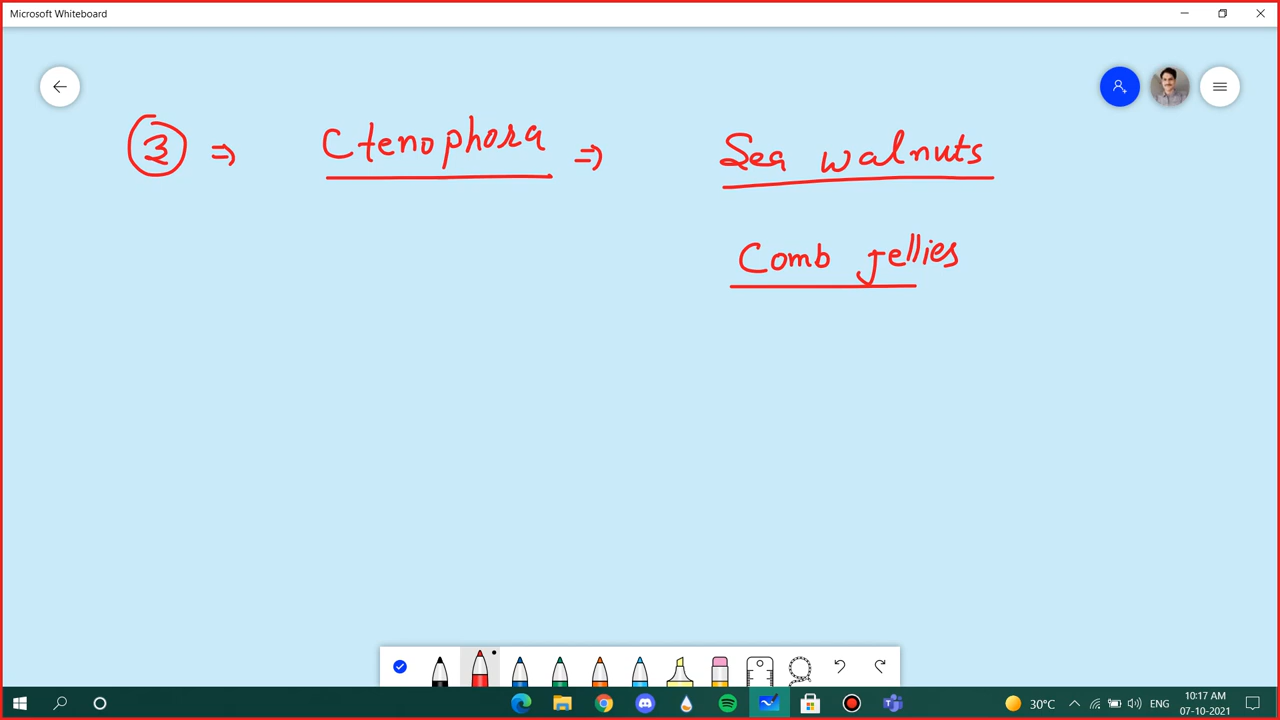 Microsoft Whiteboard
3 ⇒ Ctenophora ⇒ Sea walnuts
Comb jellies
30°C ENG 10:17 AM
07-10-2021